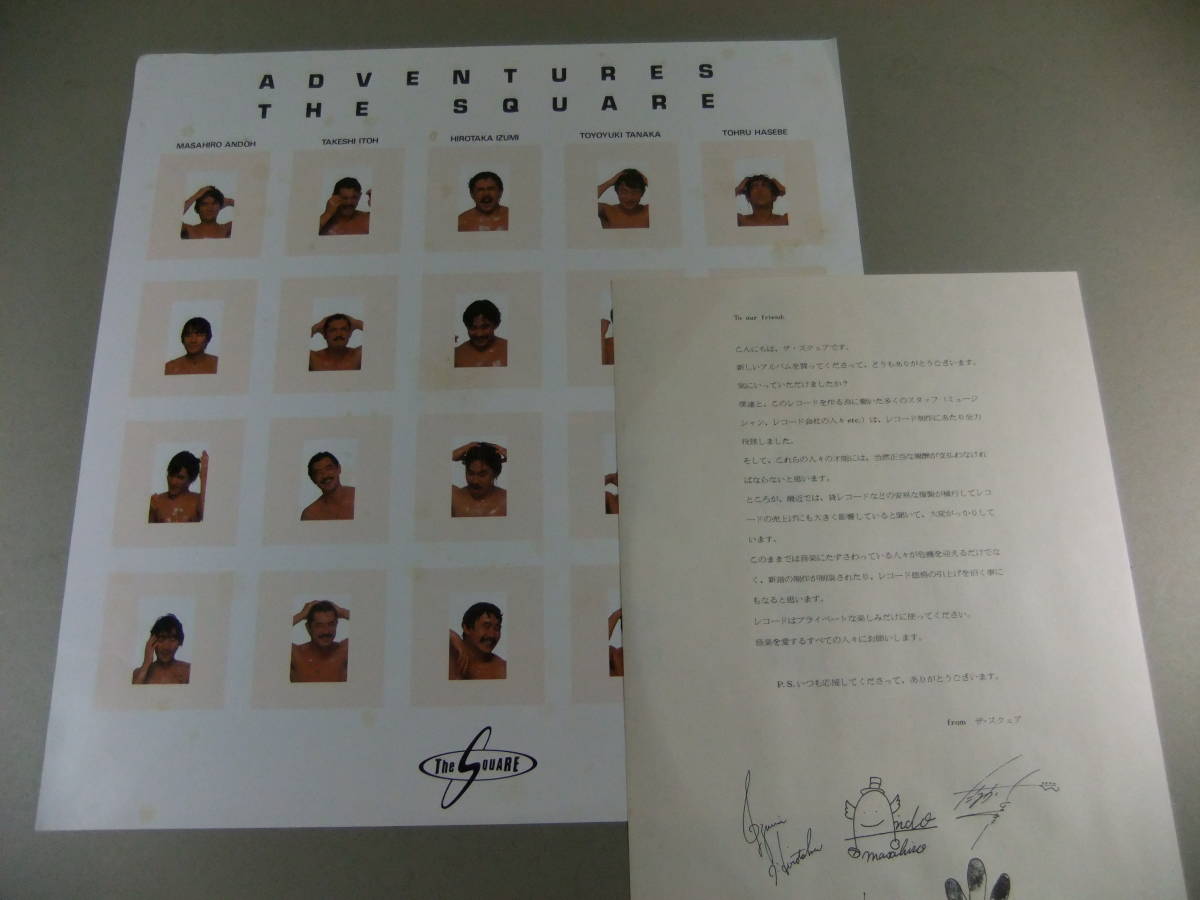 ADVENTURES
THE SQUARE
MASAHIRO ANDOH
TAKESHI ITOH
HIROTAKA IZUMI
TOYOYUKI TANAKA
TOHRU HASEBE
The SQUARE
To our friend.
こんにちは、ザ・スクェアです。
新しいアルバムを買ってくださって、どうもありがとうございます。
気にいっていただけましたか?
僕達と、このレコードを作る為に働いた多くのスタッフ(ミュージ
シャン、レコード会社の人々etc.)は、レコード制作にあたり全力
投球しました。
そして、これらの人々の才能には、当然正当な報酬が支払わなけれ
ばならないと思います。
ところが、最近では、貸レコードなどの安易な複製が横行してレコ
ードの売上げにも大きく影響していると聞いて、大変がっかりして
います。
このままでは音楽にたずさわっている人々が危機を迎えるだけでな
く、新譜の制作が制限されたり、レコード価格の引上げを招く事に
もなると思います。
レコードはプライベートな楽しみだけに使ってください。
音楽を愛するすべての人々にお願いします。
P.S.いつも応援してくださって、ありがとうございます。
from ザ・スクェア
Izumi
Hirotaka
Ando
masahiro